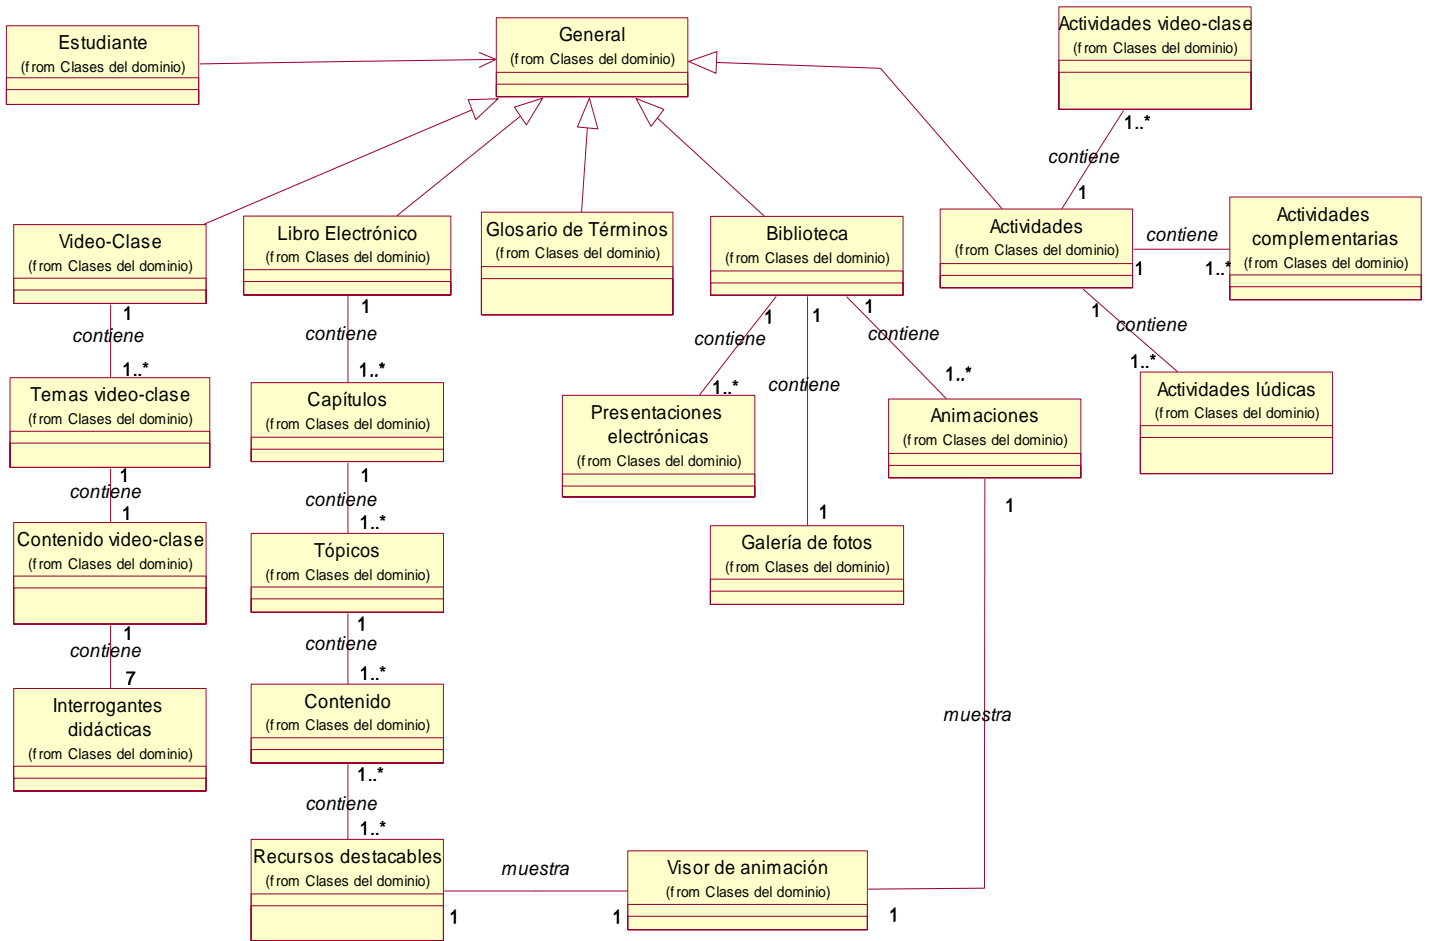 Estudiante
(from Clases del dominio)
General
(from Clases del dominio)
Actividades video-clase
(from Clases del dominio)
1..*
contiene
1
Video-Clase
(from Clases del dominio)
Libro Electrónico
(from Clases del dominio)
Glosario de Términos
(from Clases del dominio)
Biblioteca
(from Clases del dominio)
Actividades
(from Clases del dominio)
contiene
1
1..*
Actividades
complementarias
(from Clases del dominio)
1
contiene
1..*
1
contiene
1..*
1
contiene
1..*
1
contiene
1
1
contiene
1..*
1
contiene
1..*
Actividades lúdicas
(from Clases del dominio)
Temas video-clase
(from Clases del dominio)
Capítulos
(from Clases del dominio)
Presentaciones
electrónicas
(from Clases del dominio)
Animaciones
(from Clases del dominio)
1
contiene
1
1
contiene
1..*
Contenido video-clase
(from Clases del dominio)
Tópicos
(from Clases del dominio)
Galería de fotos
(from Clases del dominio)
1
1
contiene
7
1
contiene
1..*
Interrogantes
didácticas
(from Clases del dominio)
Contenido
(from Clases del dominio)
muestra
1..*
contiene
1..*
Recursos destacables
(from Clases del dominio)
muestra
1
1
Visor de animación
(from Clases del dominio)
1